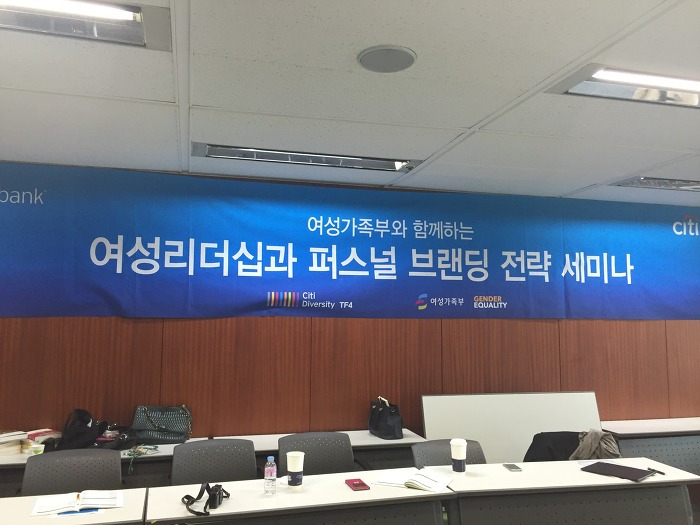 bank
citi
여성가족부와 함께하는
여성리더십과 퍼스널 브랜딩 전략 세미나
Citi
Diversity TF4
여성가족부
GENDER
EQUALITY